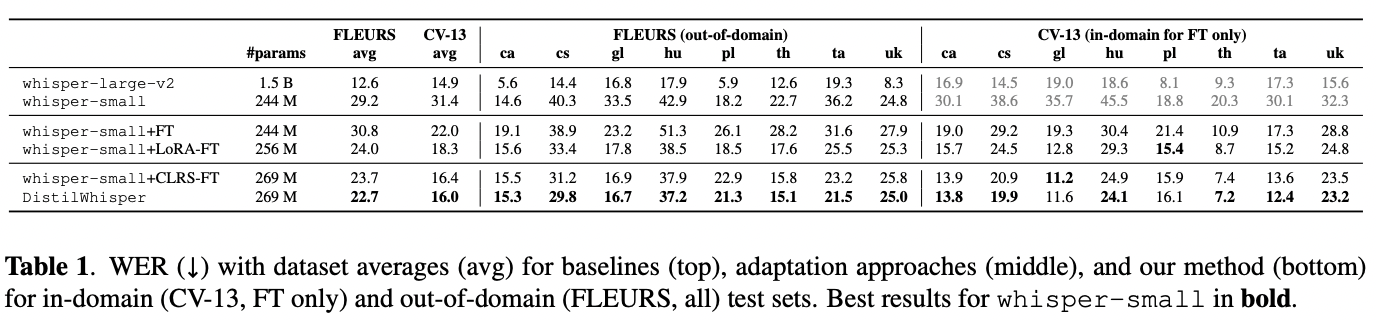 FLEURS CV-13 FLEURS (out-of-domain) CV-13 (in-domain for FT only)
#params avg avg ca cs gl hu pl th ta uk ca cs gl hu pl th ta uk
whisper-large-v2 1.5 B 12.6 14.9 5.6 14.4 16.8 17.9 5.9 12.6 19.3 8.3 16.9 14.5 19.0 18.6 8.1 9.3 17.3 15.6
whisper-small 244 M 29.2 31.4 14.6 40.3 33.5 42.9 18.2 22.7 36.2 24.8 30.1 38.6 35.7 45.5 18.8 20.3 30.1 32.3
whisper-small+FT 244 M 30.8 22.0 19.1 38.9 23.2 51.3 26.1 28.2 31.6 27.9 19.0 29.2 19.3 30.4 21.4 10.9 17.3 28.8
whisper-small+LoRA-FT 256 M 24.0 18.3 15.6 33.4 17.8 38.5 18.5 17.6 25.5 25.3 15.7 24.5 12.8 29.3 15.4 8.7 15.2 24.8
whisper-small+CLRS-FT 269 M 23.7 16.4 15.5 31.2 16.9 37.9 22.9 15.8 23.2 25.8 13.9 20.9 11.2 24.9 15.9 7.4 13.6 23.5
DistilWhisper 269 M 22.7 16.0 15.3 29.8 16.7 37.2 21.3 15.1 21.5 25.0 13.8 19.9 11.6 24.1 16.1 7.2 12.4 23.2
Table 1. WER (↓) with dataset averages (avg) for baselines (top), adaptation approaches (middle), and our method (bottom)
for in-domain (CV-13, FT only) and out-of-domain (FLEURS, all) test sets. Best results for whisper-small in bold.